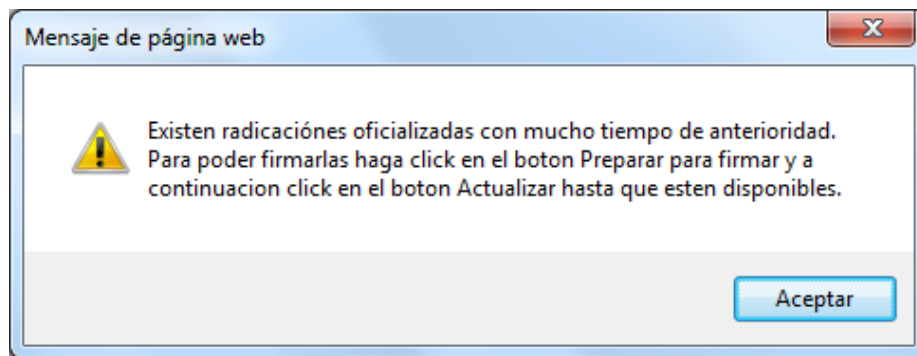 Mensaje de página web
Existen radicaciónes oficializadas con mucho tiempo de anterioridad.
Para poder firmarlas haga click en el boton Preparar para firmar y a
continuacion click en el boton Actualizar hasta que esten disponibles.
Aceptar